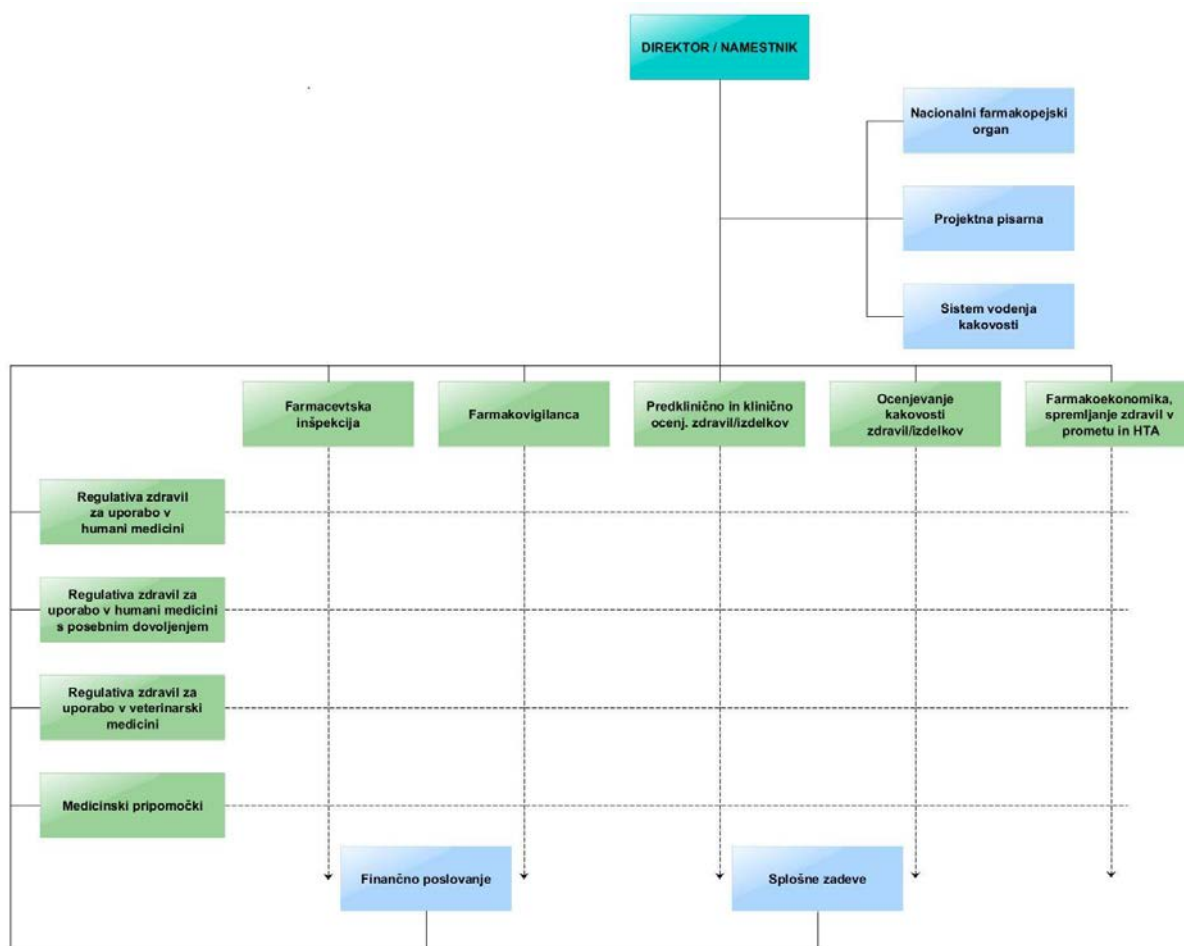 DIREKTOR / NAMESTNIK
Nacionalni farmakopejski
organ
Projektna pisarna
Sistem vodenja
kakovosti
Farmacevtska
inšpekcija
Farmakovigilanca
Predklinično in klinično
ocenj. zdravil/izdelkov
Ocenjevanje
kakovosti
zdravil/izdelkov
Farmakoekonomika,
spremljanje zdravil v
prometu in HTA
Regulativa zdravil
za uporabo v
humani medicini
Regulativa zdravil za
uporabo v humani medicini
s posebnim dovoljenjem
Regulativa zdravil za
uporabo v veterinarski
medicini
Medicinski pripomočki
Finančno poslovanje
Splošne zadeve